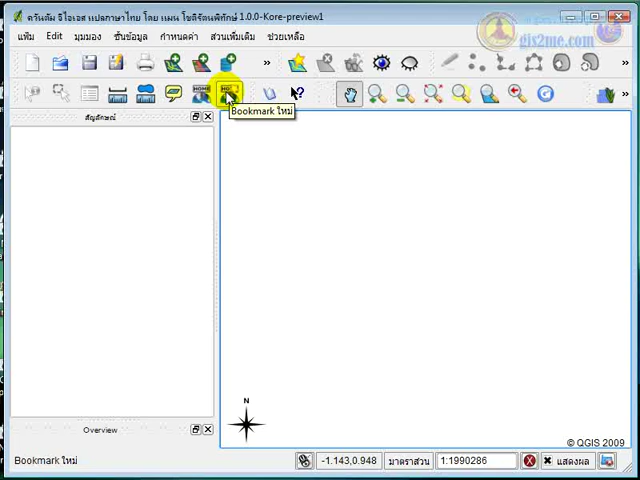 ควันตัม จีไอเอส แปลภาษาไทย โดย แมน โชติรัตนพิทักษ์ 1.0.0-Kore-preview1
gis2me.com
แฟ้ม Edit มุมมอง ชั้นข้อมูล กำหนดค่า ส่วนเพิ่มเติม ช่วยเหลือ
HOME
Bookmark ใหม่
สัญลักษณ์
N
Overview
© QGIS 2009
Bookmark ใหม่ -1.143,0.948 มาตราส่วน 1:1990286 แสดงผล